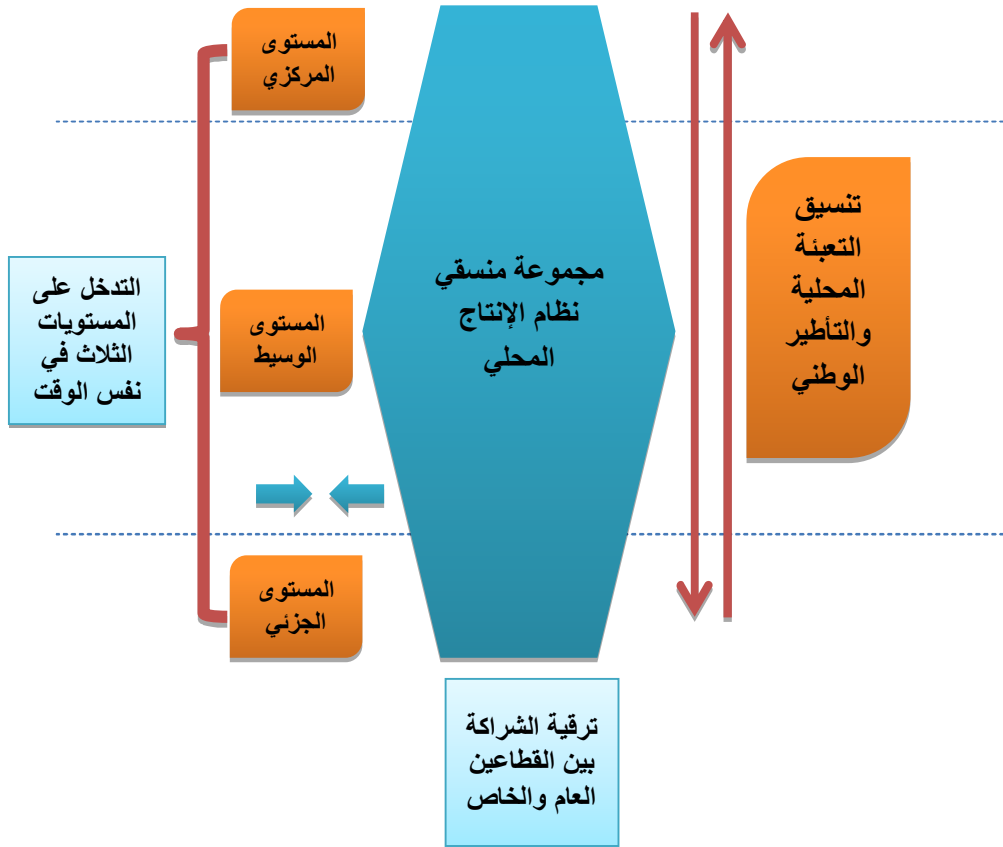 المستوى
المركزي
تنسيق
التعبئة
المحلية
والتأطير
الوطني
مجموعة منسقي
نظام الإنتاج
المحلي
المستوى
الوسيط
التدخل على
المستويات
الثلاث في
نفس الوقت
المستوى
الجزئي
ترقية الشراكة
بين القطاعين
العام والخاص